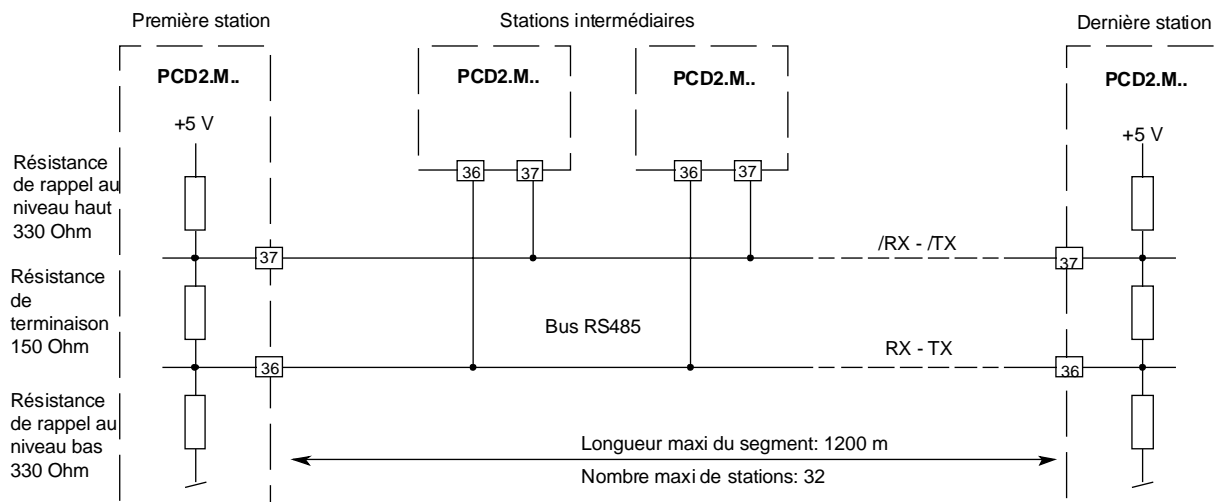 Première station
Stations intermédiaires
Dernière station
PCD2.M..
PCD2.M..
PCD2.M..
PCD2.M..
+5 V
+5 V
Résistance
de rappel au
niveau haut
330 Ohm
36
37
36
37
/RX - /TX
37
37
Résistance
de
terminaison
150 Ohm
Bus RS485
RX - TX
36
36
Résistance
de rappel au
niveau bas
330 Ohm
Longueur maxi du segment: 1200 m
Nombre maxi de stations: 32